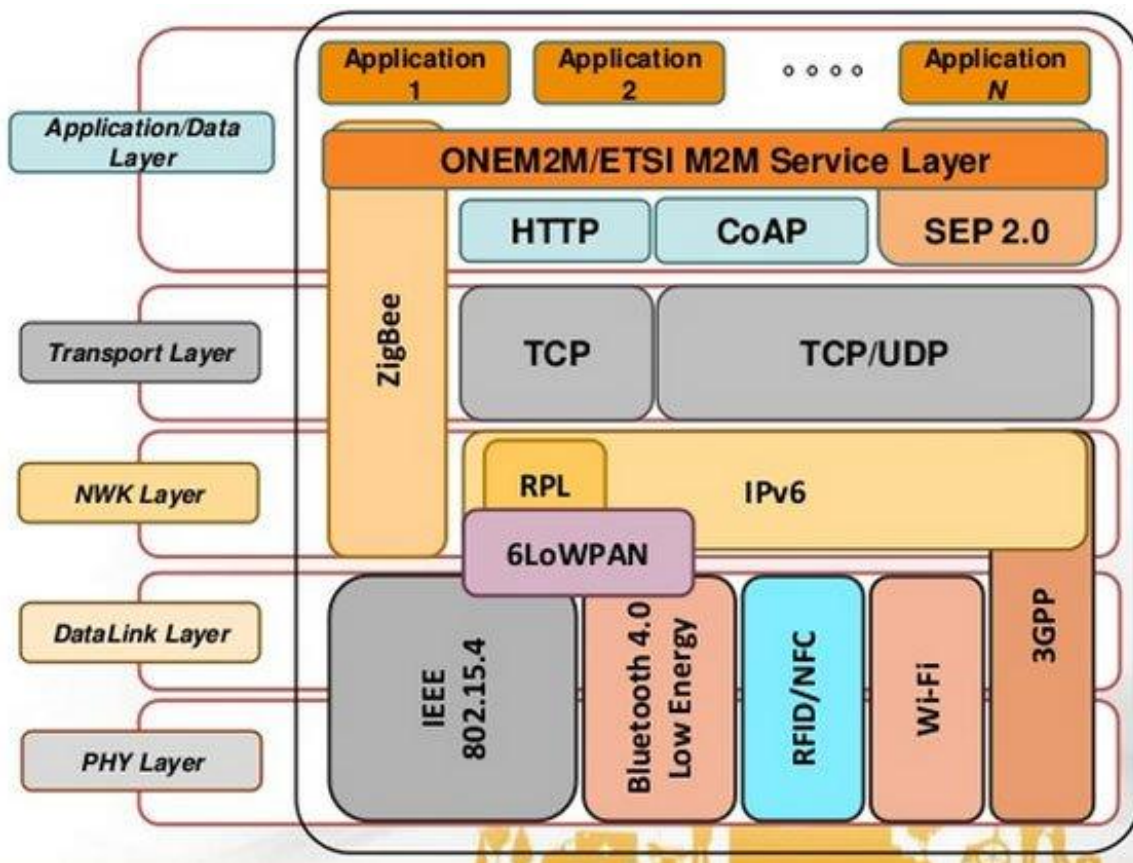 Application
1
Application
2
Application
N
Application/Data
Layer
ONEM2M/ETSI M2M Service Layer
HTTP
CoAP
SEP 2.0
ZigBee
Transport Layer
TCP
TCP/UDP
NWK Layer
RPL
IPv6
6LoWPAN
DataLink Layer
IEEE
802.15.4
Bluetooth 4.0
Low Energy
RFID/NFC
Wi-Fi
3GPP
PHY Layer